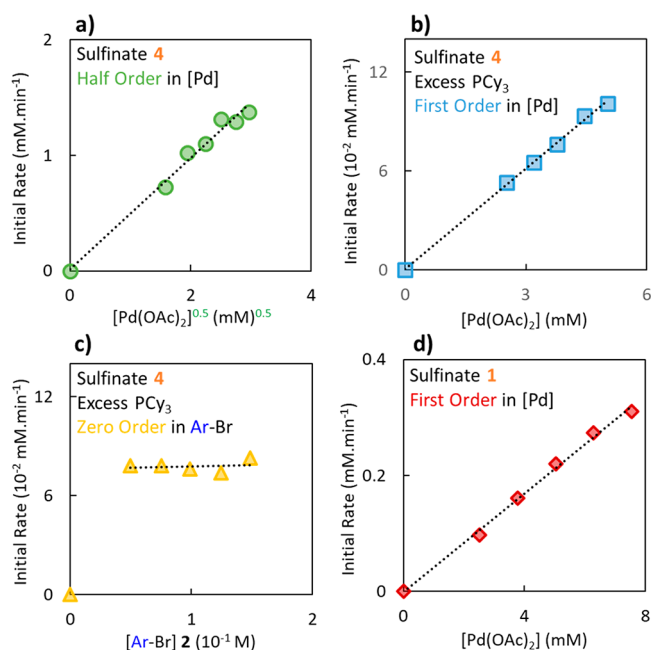 a)
Sulfinate 4
Half Order in [Pd]
Initial Rate (mM.min⁻¹)
2
1
0
0
2
4
[Pd(OAc)₂]⁰·⁵ (mM)⁰·⁵
b)
Sulfinate 4
Excess PCy₃
First Order in [Pd]
Initial Rate (10⁻² mM.min⁻¹)
12
6
0
0
3
6
[Pd(OAc)₂] (mM)
c)
Sulfinate 4
Excess PCy₃
Zero Order in Ar-Br
Initial Rate (10⁻² mM.min⁻¹)
12
6
0
0
1
2
[Ar-Br] 2 (10⁻¹ M)
d)
Sulfinate 1
First Order in [Pd]
Initial Rate (mM.min⁻¹)
0.4
0.2
0
0
4
8
[Pd(OAc)₂] (mM)